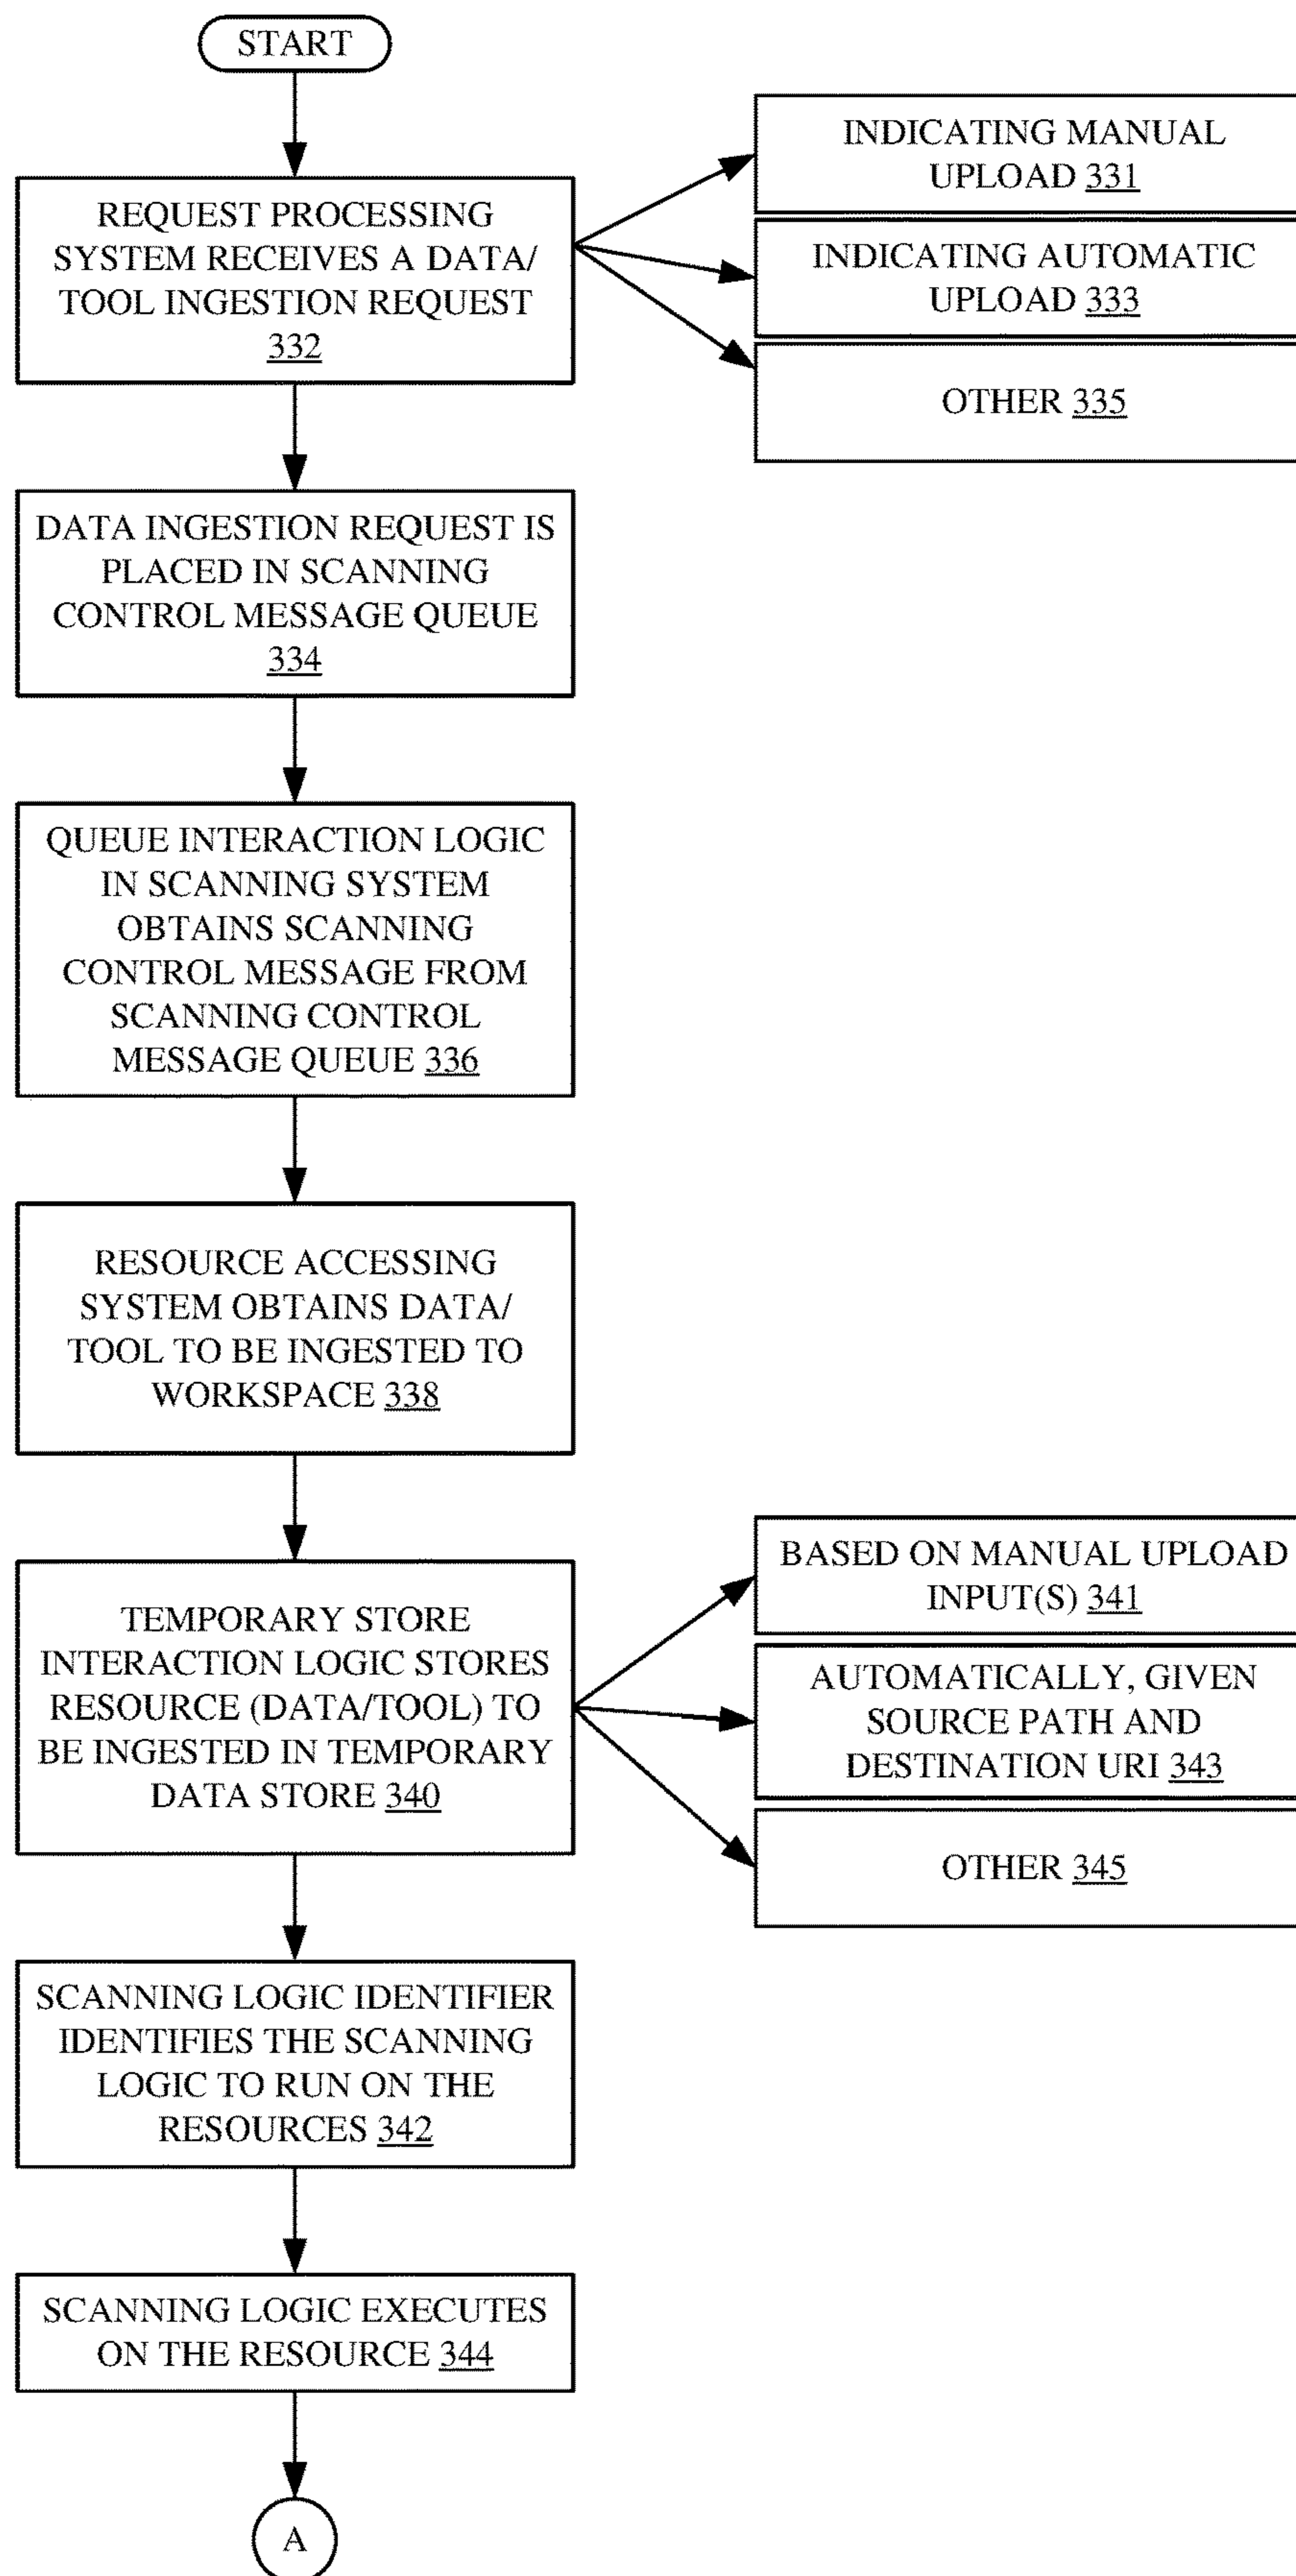 START
REQUEST PROCESSING
SYSTEM RECEIVES A DATA/
TOOL INGESTION REQUEST
332
INDICATING MANUAL
UPLOAD 331
INDICATING AUTOMATIC
UPLOAD 333
OTHER 335
DATA INGESTION REQUEST IS
PLACED IN SCANNING
CONTROL MESSAGE QUEUE
334
QUEUE INTERACTION LOGIC
IN SCANNING SYSTEM
OBTAINS SCANNING
CONTROL MESSAGE FROM
SCANNING CONTROL
MESSAGE QUEUE 336
RESOURCE ACCESSING
SYSTEM OBTAINS DATA/
TOOL TO BE INGESTED TO
WORKSPACE 338
TEMPORARY STORE
INTERACTION LOGIC STORES
RESOURCE (DATA/TOOL) TO
BE INGESTED IN TEMPORARY
DATA STORE 340
BASED ON MANUAL UPLOAD
INPUT(S) 341
AUTOMATICALLY, GIVEN
SOURCE PATH AND
DESTINATION URI 343
OTHER 345
SCANNING LOGIC IDENTIFIER
IDENTIFIES THE SCANNING
LOGIC TO RUN ON THE
RESOURCES 342
SCANNING LOGIC EXECUTES
ON THE RESOURCE 344
A